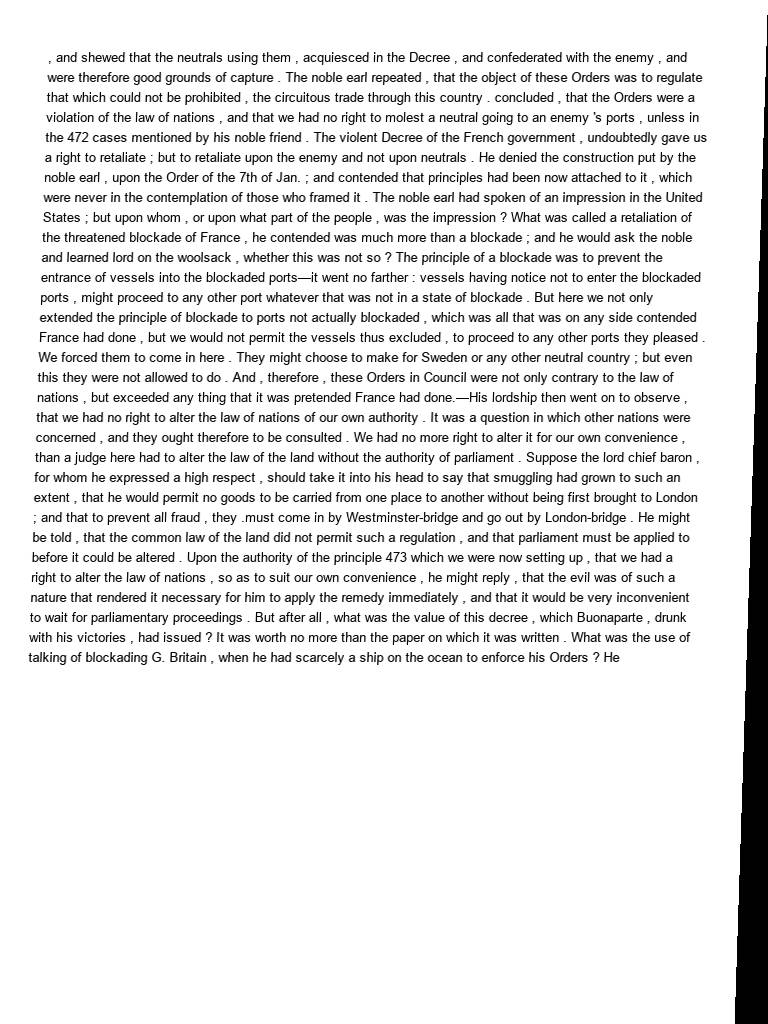 , and shewed that the neutrals using them , acquiesced in the Decree , and confederated with the enemy , and
were therefore good grounds of capture . The noble earl repeated , that the object of these Orders was to regulate
that which could not be prohibited , the circuitous trade through this country . concluded , that the Orders were a
violation of the law of nations , and that we had no right to molest a neutral going to an enemy 's ports , unless in
the 472 cases mentioned by his noble friend . The violent Decree of the French government , undoubtedly gave us
a right to retaliate ; but to retaliate upon the enemy and not upon neutrals . He denied the construction put by the
noble earl , upon the Order of the 7th of Jan. ; and contended that principles had been now attached to it , which
were never in the contemplation of those who framed it . The noble earl had spoken of an impression in the United
States ; but upon whom , or upon what part of the people , was the impression ? What was called a retaliation of
the threatened blockade of France , he contended was much more than a blockade ; and he would ask the noble
and learned lord on the woolsack , whether this was not so ? The principle of a blockade was to prevent the
entrance of vessels into the blockaded ports—it went no farther : vessels having notice not to enter the blockaded
ports , might proceed to any other port whatever that was not in a state of blockade . But here we not only
extended the principle of blockade to ports not actually blockaded , which was all that was on any side contended
France had done , but we would not permit the vessels thus excluded , to proceed to any other ports they pleased .
We forced them to come in here . They might choose to make for Sweden or any other neutral country ; but even
this they were not allowed to do . And , therefore , these Orders in Council were not only contrary to the law of
nations , but exceeded any thing that it was pretended France had done.—His lordship then went on to observe ,
that we had no right to alter the law of nations of our own authority . It was a question in which other nations were
concerned , and they ought therefore to be consulted . We had no more right to alter it for our own convenience ,
than a judge here had to alter the law of the land without the authority of parliament . Suppose the lord chief baron ,
for whom he expressed a high respect , should take it into his head to say that smuggling had grown to such an
extent , that he would permit no goods to be carried from one place to another without being first brought to London
; and that to prevent all fraud , they .must come in by Westminster-bridge and go out by London-bridge . He might
be told , that the common law of the land did not permit such a regulation , and that parliament must be applied to
before it could be altered . Upon the authority of the principle 473 which we were now setting up , that we had a
right to alter the law of nations , so as to suit our own convenience , he might reply , that the evil was of such a
nature that rendered it necessary for him to apply the remedy immediately , and that it would be very inconvenient
to wait for parliamentary proceedings . But after all , what was the value of this decree , which Buonaparte , drunk
with his victories , had issued ? It was worth no more than the paper on which it was written . What was the use of
talking of blockading G. Britain , when he had scarcely a ship on the ocean to enforce his Orders ? He